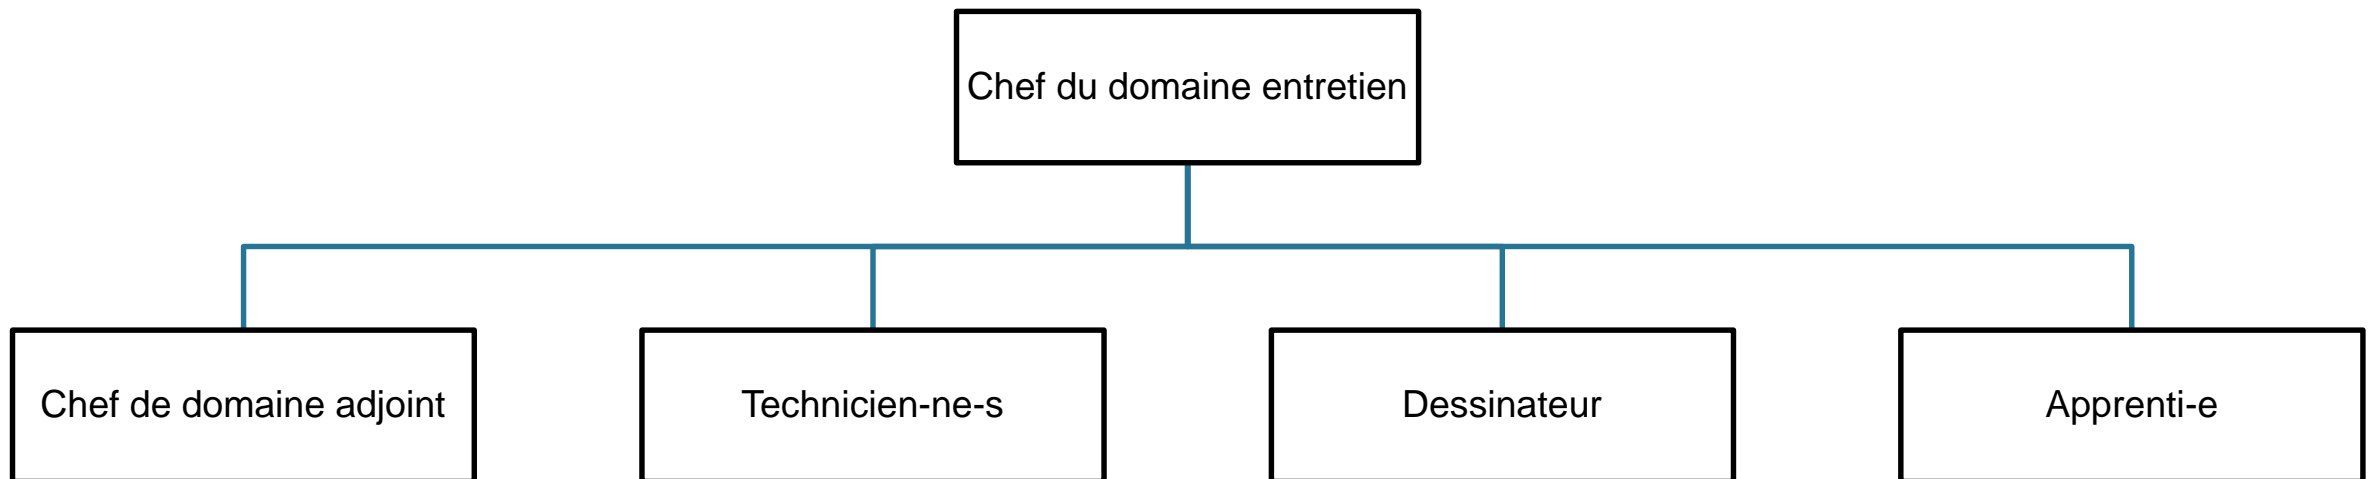 Chef du domaine entretien
Chef de domaine adjoint
Technicien-ne-s
Dessinateur
Apprenti-e